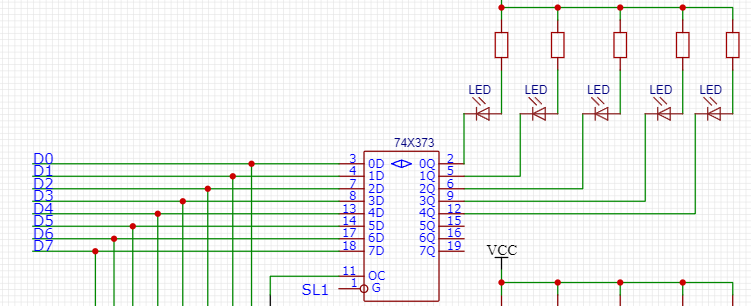 LED LED LED LED LED
74X373
D0 3 0D 0Q 2
D1 4 1D 1Q 5
D2 7 2D 2Q 6
D3 8 3D 3Q 9
D4 13 4D 4Q 12
D5 14 5D 5Q 15
D6 17 6D 6Q 16
D7 18 7D 7Q 19
VCC
11 OC
SL1 1 G